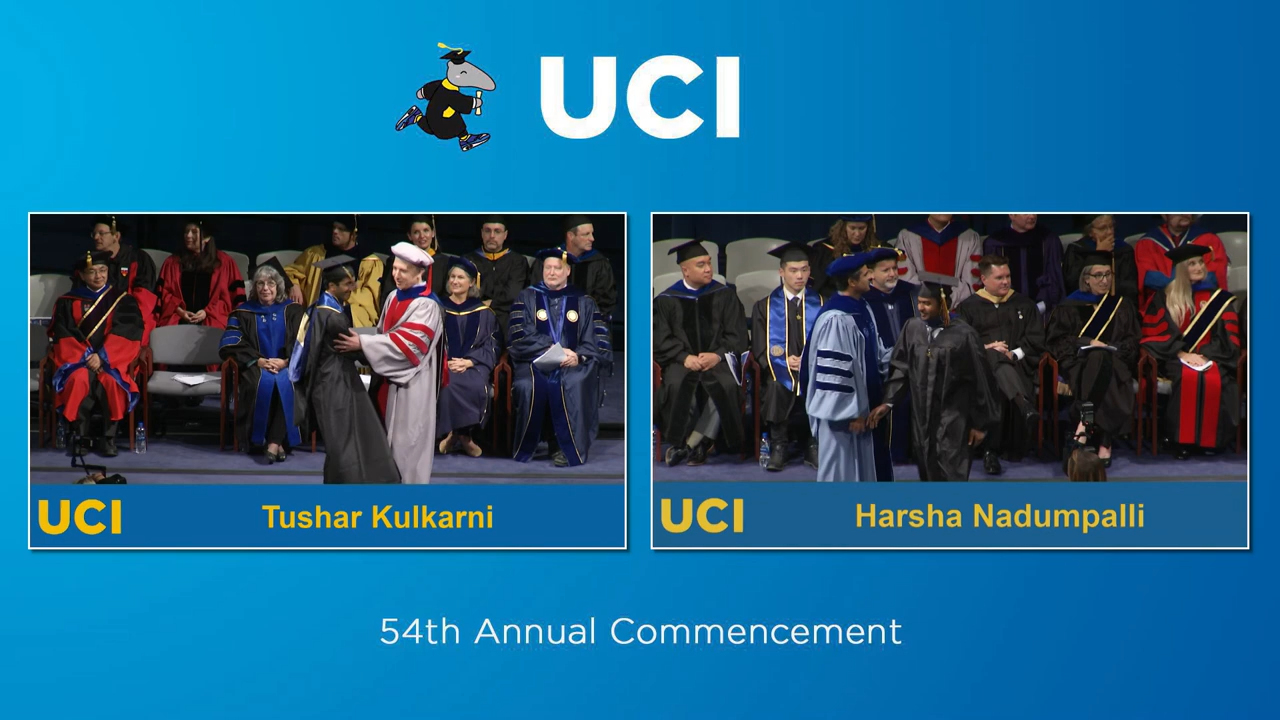 UCI
UCI
Tushar Kulkarni
UCI
Harsha Nadumpalli
54th Annual Commencement